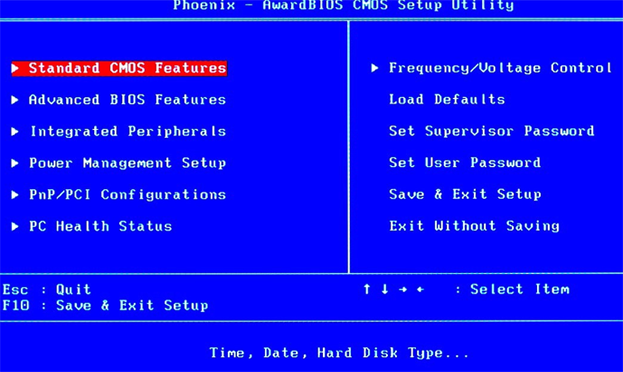 Phoenix - AwardBIOS CMOS Setup Utility
▶ Standard CMOS Features
▶ Advanced BIOS Features
▶ Integrated Peripherals
▶ Power Management Setup
▶ PnP/PCI Configurations
▶ PC Health Status
▶ Frequency/Voltage Control
Load Defaults
Set Supervisor Password
Set User Password
Save & Exit Setup
Exit Without Saving
Esc : Quit
F10 : Save & Exit Setup
↑ ↓ → ← : Select Item
Time, Date, Hard Disk Type...